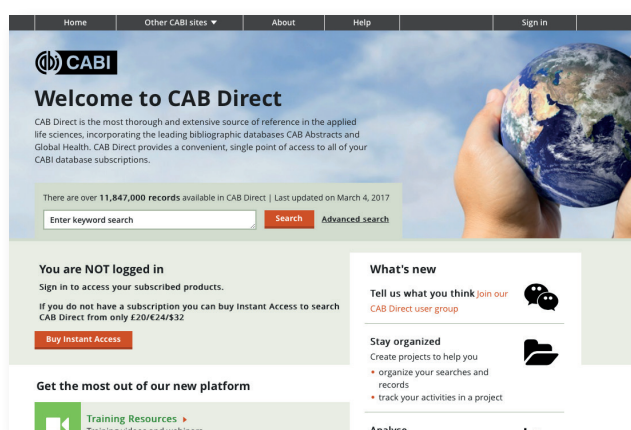 Home Other CABI sites ▼ About Help Sign in
CABI
Welcome to CAB Direct
CAB Direct is the most thorough and extensive source of reference in the applied
life sciences, incorporating the leading bibliographic databases CAB Abstracts and
Global Health. CAB Direct provides a convenient, single point of access to all of your
CABI database subscriptions.
There are over 11,847,000 records available in CAB Direct | Last updated on March 4, 2017
Enter keyword search Search Advanced search
You are NOT logged in
Sign in to access your subscribed products.
If you do not have a subscription you can buy Instant Access to search
CAB Direct from only £20/€24/$32
Buy Instant Access
What's new
Tell us what you think Join our
CAB Direct user group
Stay organized
Create projects to help you
• organize your searches and
records
• track your activities in a project
Analyse
Get the most out of our new platform
Training Resources
Training videos and webinars